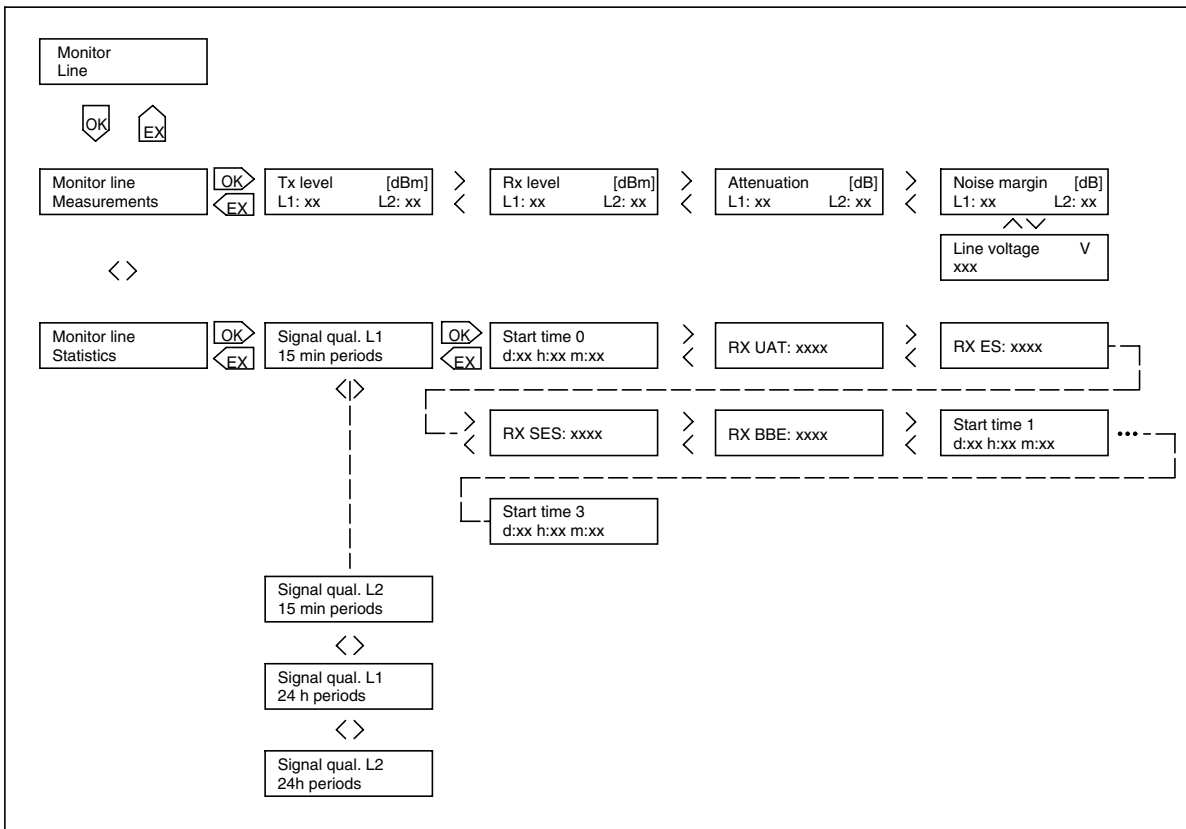 Monitor
Line
OK EX
Monitor line
Measurements
OK
EX
Tx level [dBm]
L1: xx L2: xx
> <
Rx level [dBm]
L1: xx L2: xx
> <
Attenuation [dB]
L1: xx L2: xx
> <
Noise margin [dB]
L1: xx L2: xx
Line voltage V
xxx
< >
Monitor line
Statistics
OK
EX
Signal qual. L1
15 min periods
OK
EX
Start time 0
d:xx h:xx m:xx
> <
RX UAT: xxxx
> <
RX ES: xxxx
< >
> <
RX SES: xxxx
> <
RX BBE: xxxx
> <
Start time 1
d:xx h:xx m:xx
•••
Start time 3
d:xx h:xx m:xx
Signal qual. L2
15 min periods
< >
Signal qual. L1
24 h periods
< >
Signal qual. L2
24h periods